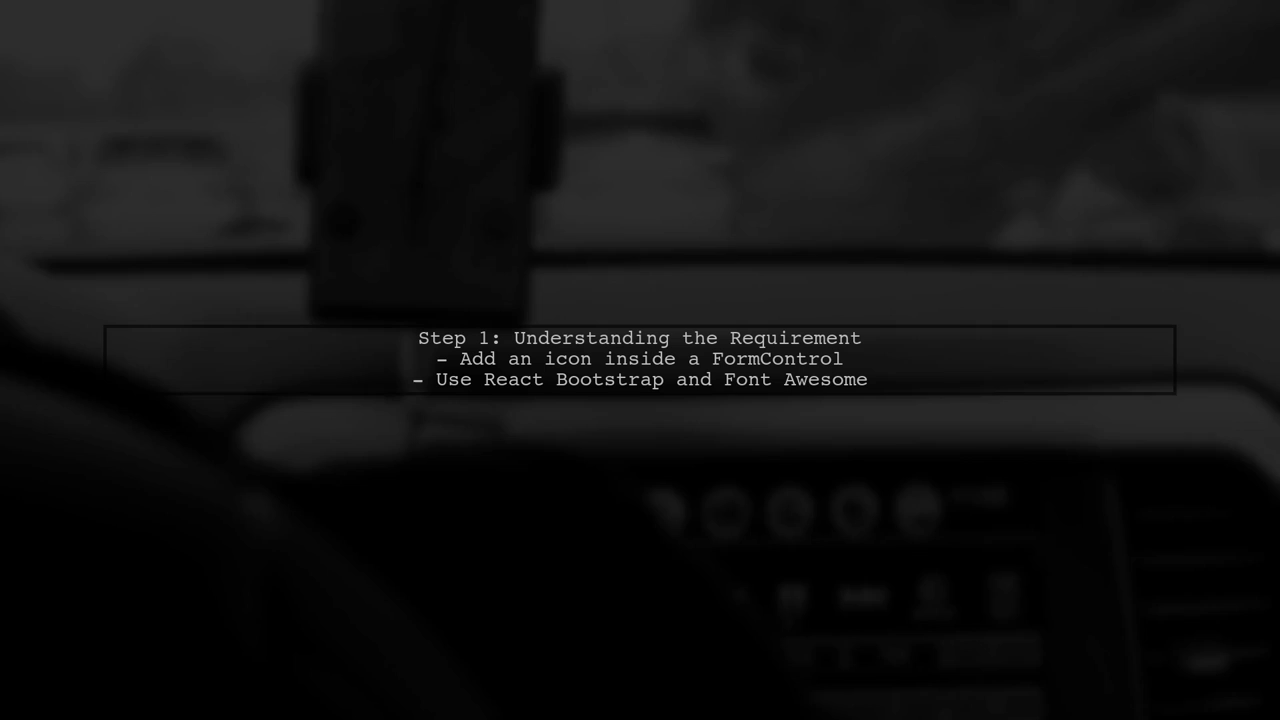 Step 1: Understanding the Requirement
- Add an icon inside a FormControl
- Use React Bootstrap and Font Awesome